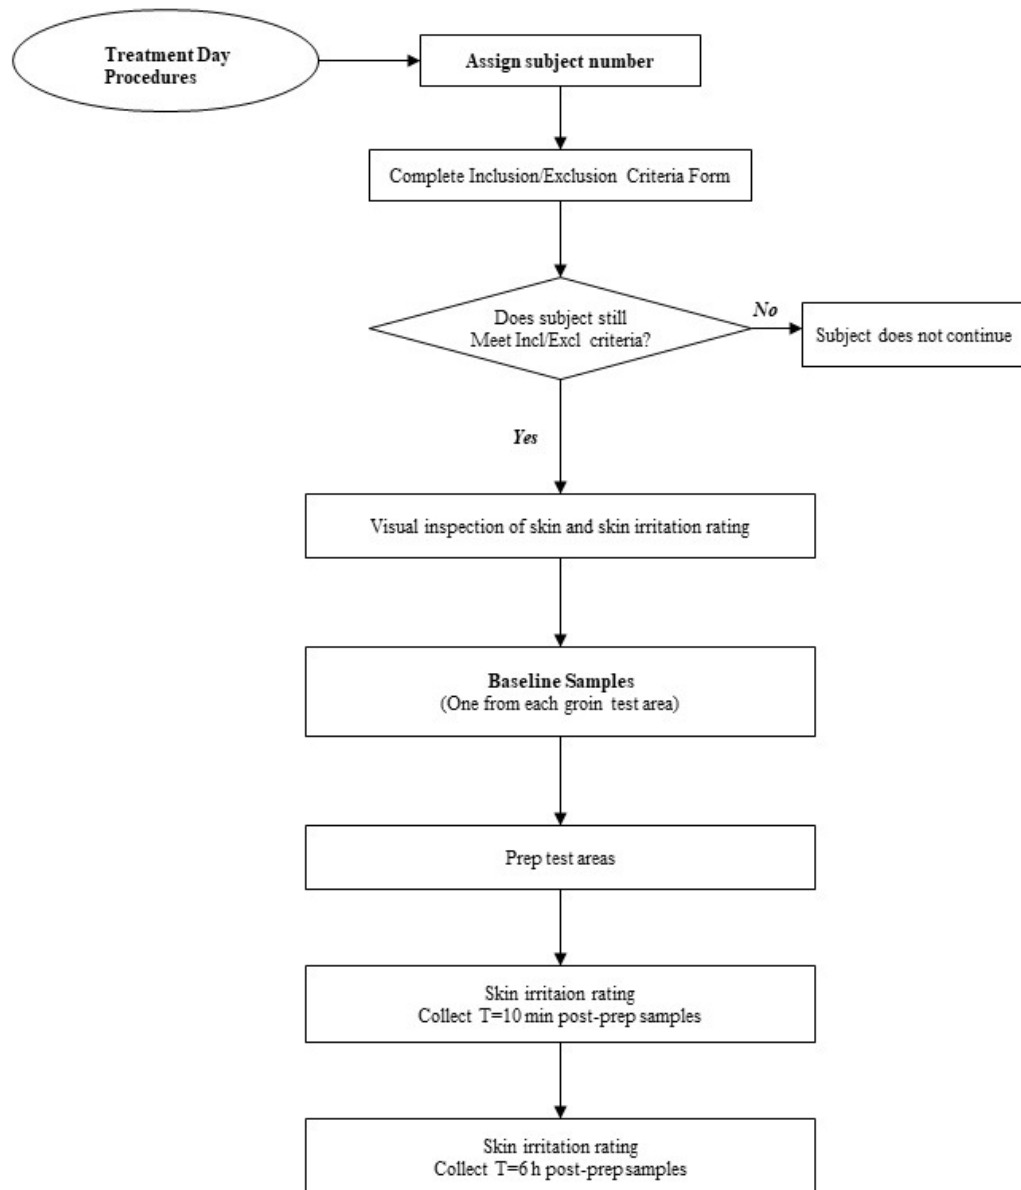 Treatment Day
Procedures
Assign subject number
Complete Inclusion/Exclusion Criteria Form
Does subject still
Meet Incl/Excl criteria?
No
Subject does not continue
Yes
Visual inspection of skin and skin irritation rating
Baseline Samples
(One from each groin test area)
Prep test areas
Skin irritaion rating
Collect T=10 min post-prep samples
Skin irritation rating
Collect T=6 h post-prep samples